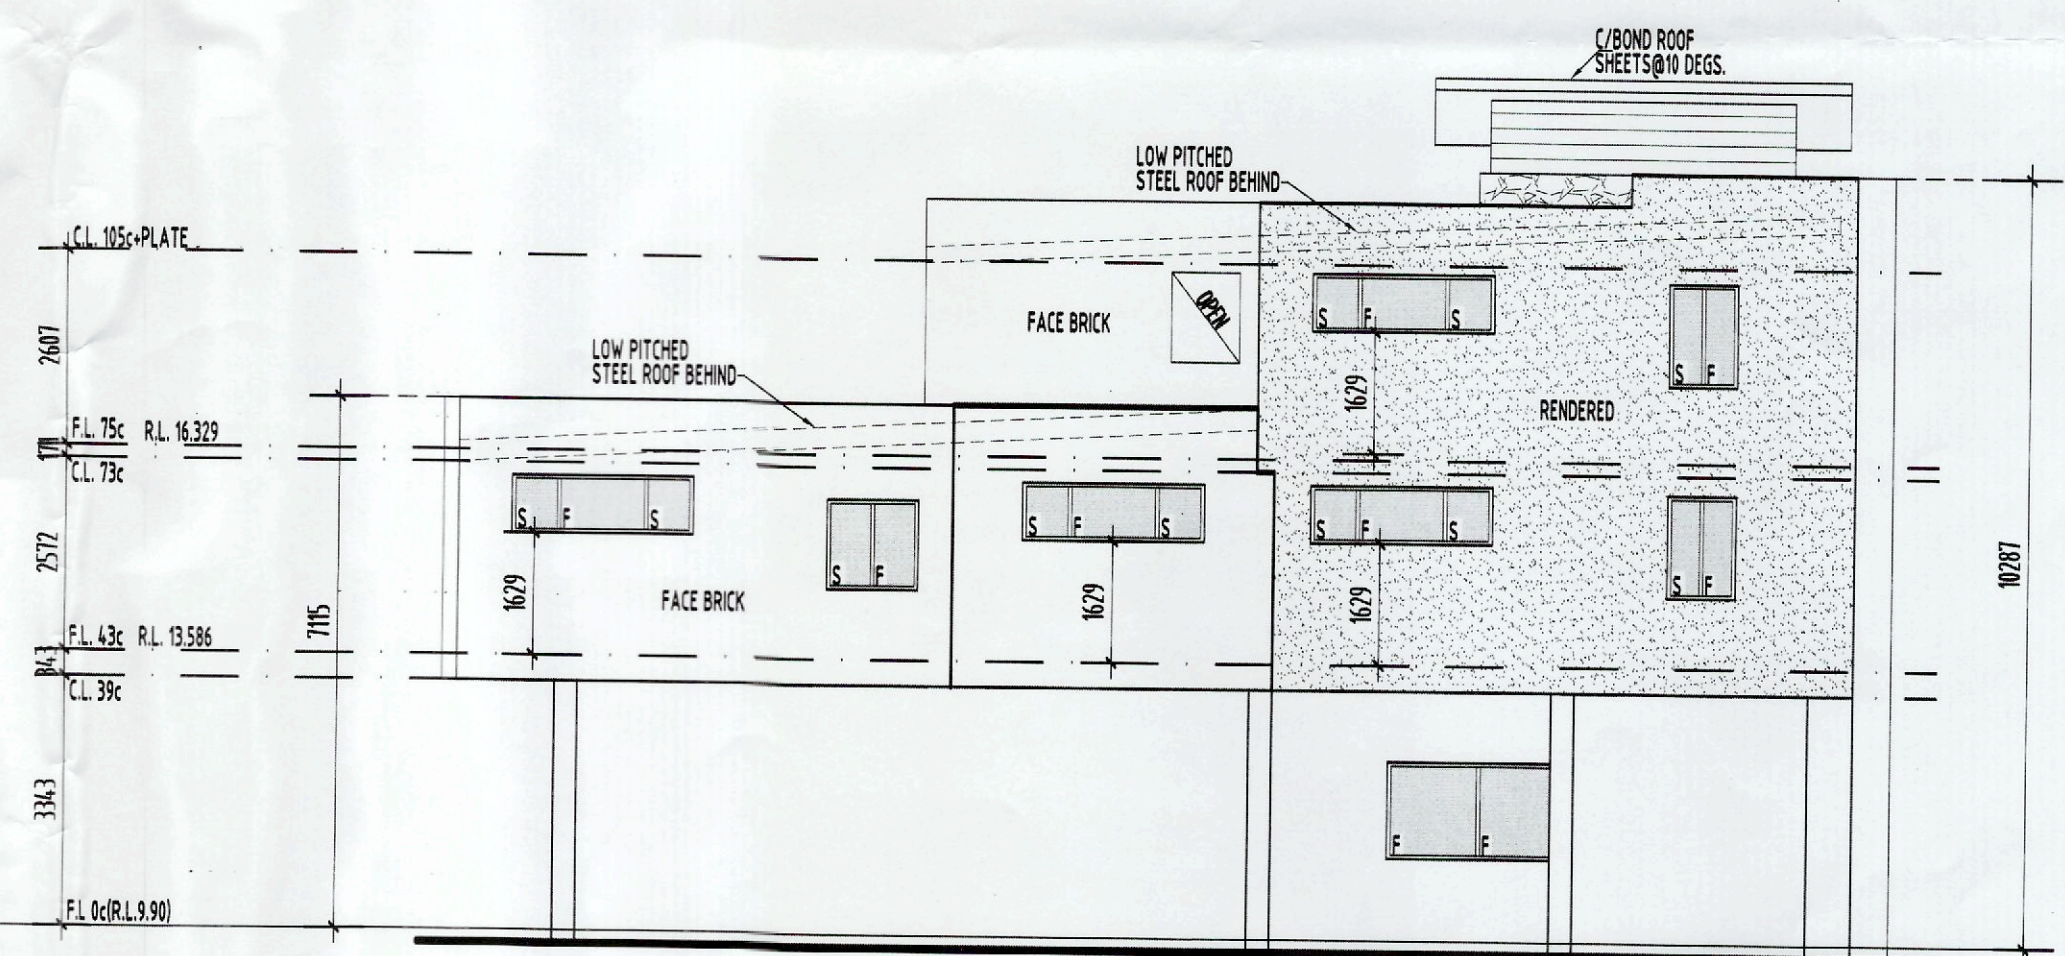 C/BOND ROOF
SHEETS@10 DEGS.
LOW PITCHED
STEEL ROOF BEHIND
C.L. 105c+PLATE
OPEN
FACE BRICK
S F S
S F
2607
LOW PITCHED
STEEL ROOF BEHIND
1629
RENDERED
F.L. 75c R.L. 16.329
171
C.L. 73c
S F S
S F
S F S
S F S
S F
2572
1629
FACE BRICK
1629
1629
10287
7115
F.L. 43c R.L. 13.586
343
C.L. 39c
3343
F F
F.L 0c(R.L.9.90)